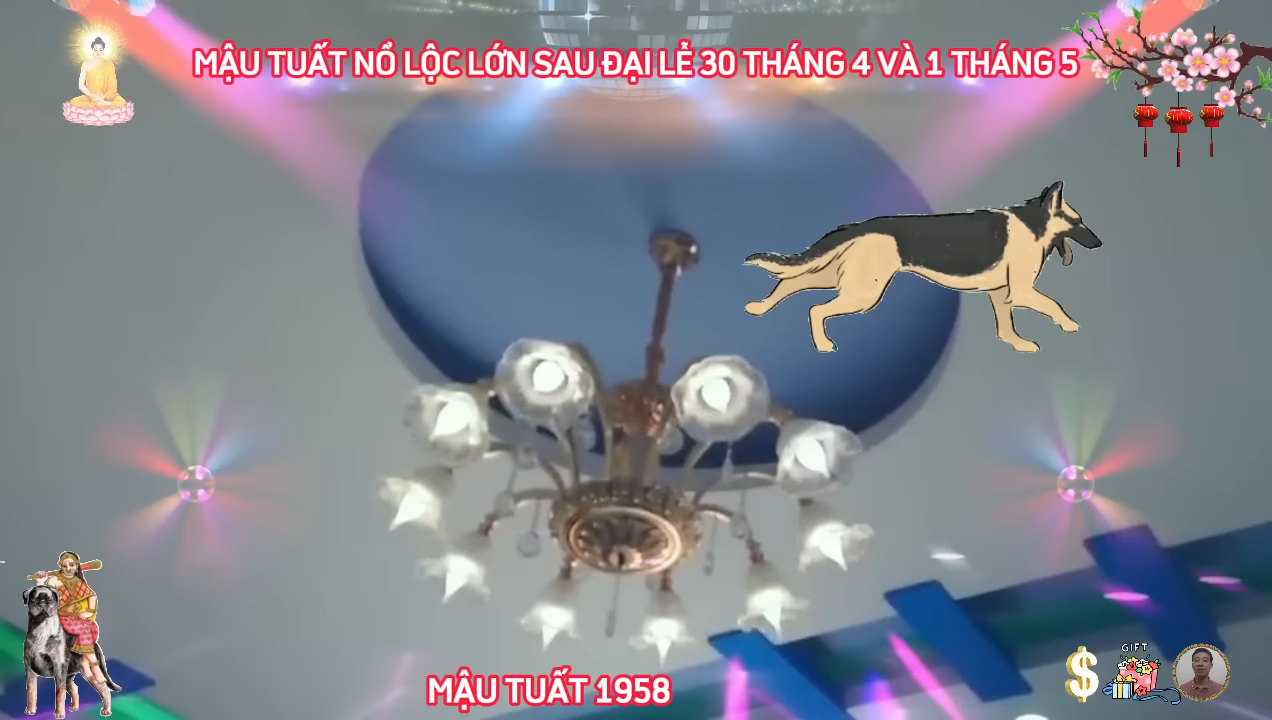 MẬU TUẤT NỔ LỘC LỚN SAU ĐẠI LỄ 30 THÁNG 4 VÀ 1 THÁNG 5
GIFT
MẬU TUẤT 1958